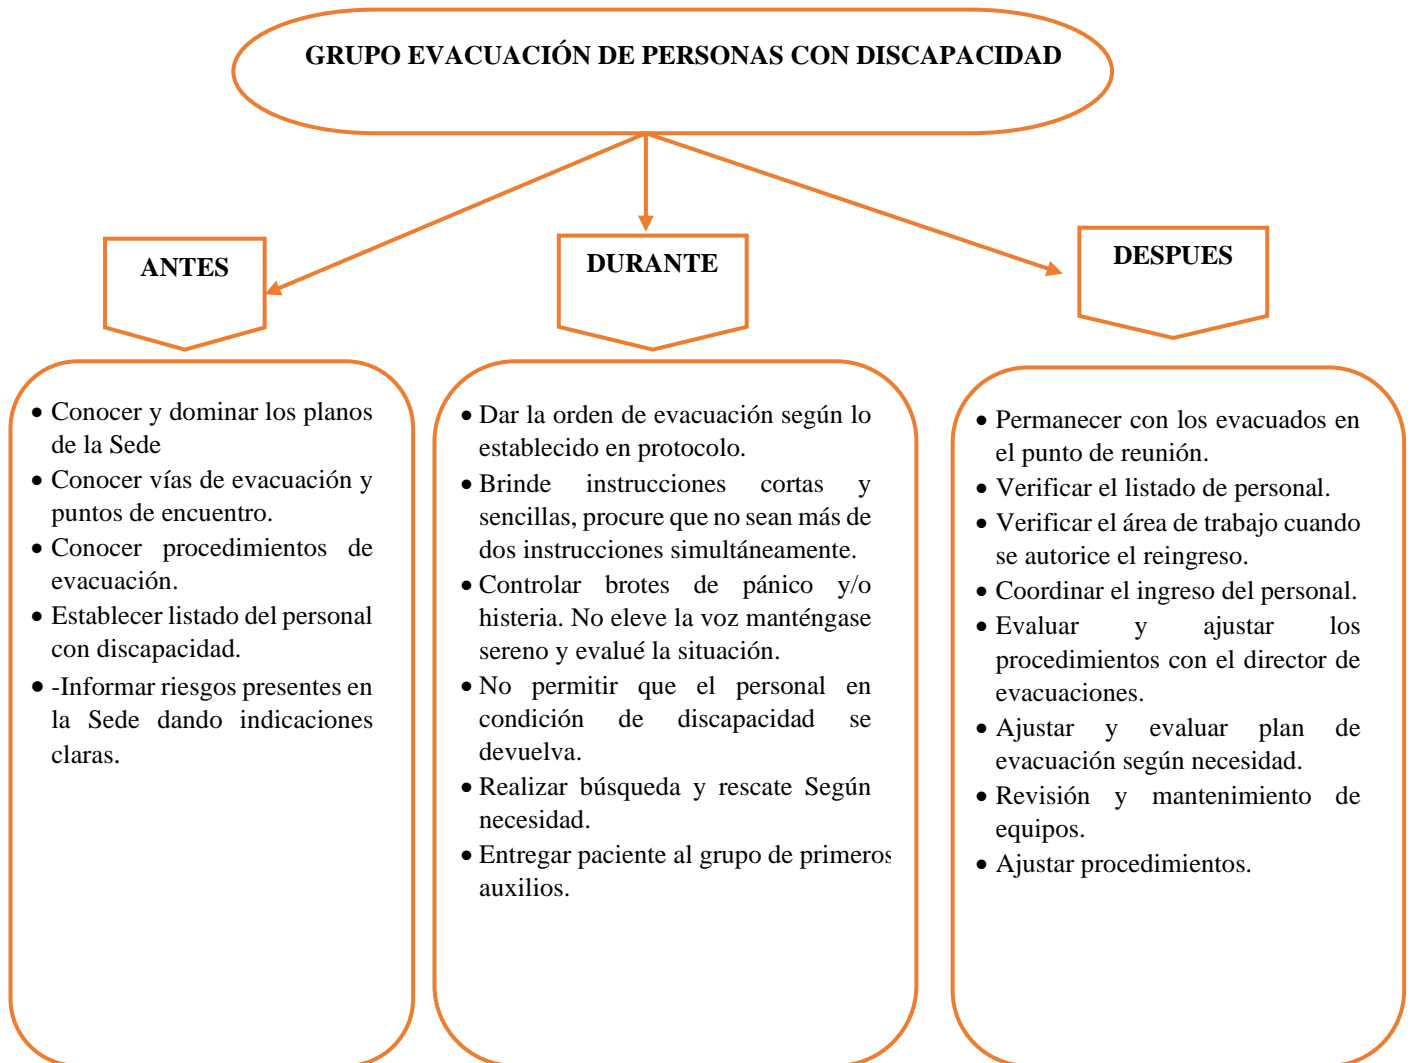 GRUPO EVACUACIÓN DE PERSONAS CON DISCAPACIDAD
ANTES
• Conocer y dominar los planos
de la Sede
• Conocer vías de evacuación y
puntos de encuentro.
• Conocer procedimientos de
evacuación.
• Establecer listado del personal
con discapacidad.
• -Informar riesgos presentes en
la Sede dando indicaciones
claras.
DURANTE
• Dar la orden de evacuación según lo
establecido en protocolo.
• Brinde instrucciones cortas y
sencillas, procure que no sean más de
dos instrucciones simultáneamente.
• Controlar brotes de pánico y/o
histeria. No eleve la voz manténgase
sereno y evalué la situación.
• No permitir que el personal en
condición de discapacidad se
devuelva.
• Realizar búsqueda y rescate Según
necesidad.
• Entregar paciente al grupo de primeros
auxilios.
DESPUES
• Permanecer con los evacuados en
el punto de reunión.
• Verificar el listado de personal.
• Verificar el área de trabajo cuando
se autorice el reingreso.
• Coordinar el ingreso del personal.
• Evaluar y ajustar los
procedimientos con el director de
evacuaciones.
• Ajustar y evaluar plan de
evacuación según necesidad.
• Revisión y mantenimiento de
equipos.
• Ajustar procedimientos.